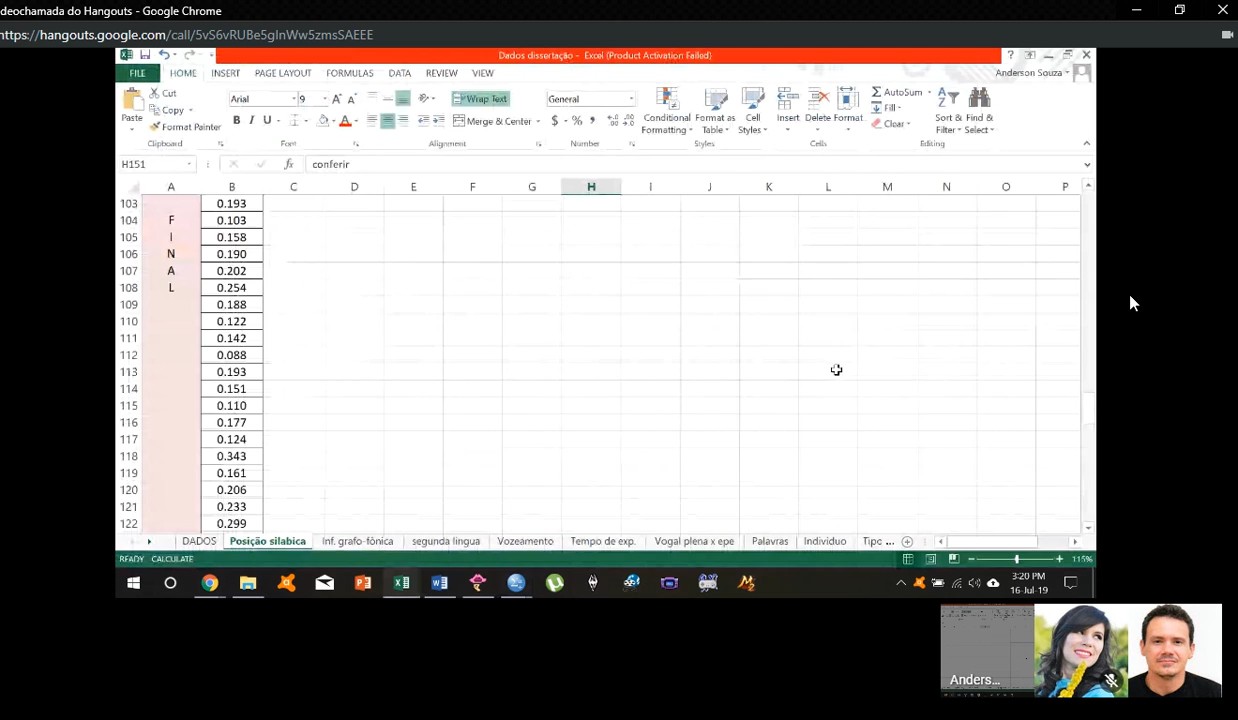 deochamada do Hangouts - Google Chrome
https://hangouts.google.com/call/5vS6vRUBe5gInWw5zmsSAEEE
Dados dissertação - Excel (Product Activation Failed)
FILE HOME INSERT PAGE LAYOUT FORMULAS DATA REVIEW VIEW Anderson Souza
Paste Cut Copy Format Painter
Arial 9 Wrap Text General
B I U Merge & Center $ % ,
Conditional Formatting Format as Table Cell Styles Insert Delete Format
AutoSum Fill Clear Sort & Filter Find & Select
Clipboard Font Alignment Number Styles Cells Editing
H151 fx conferir
A B C D E F G H I J K L M N O P
103 0.193
104 F 0.103
105 I 0.158
106 N 0.190
107 A 0.202
108 L 0.254
109 0.188
110 0.122
111 0.142
112 0.088
113 0.193
114 0.151
115 0.110
116 0.177
117 0.124
118 0.343
119 0.161
120 0.206
121 0.233
122 0.299
DADOS Posição silabica Inf. grafo-fônica segunda lingua Vozeamento Tempo de exp. Vogal plena x epe Palavras Indivíduo Tipo ...
READY CALCULATE 115%
3:20 PM
16-Jul-19
Anders...